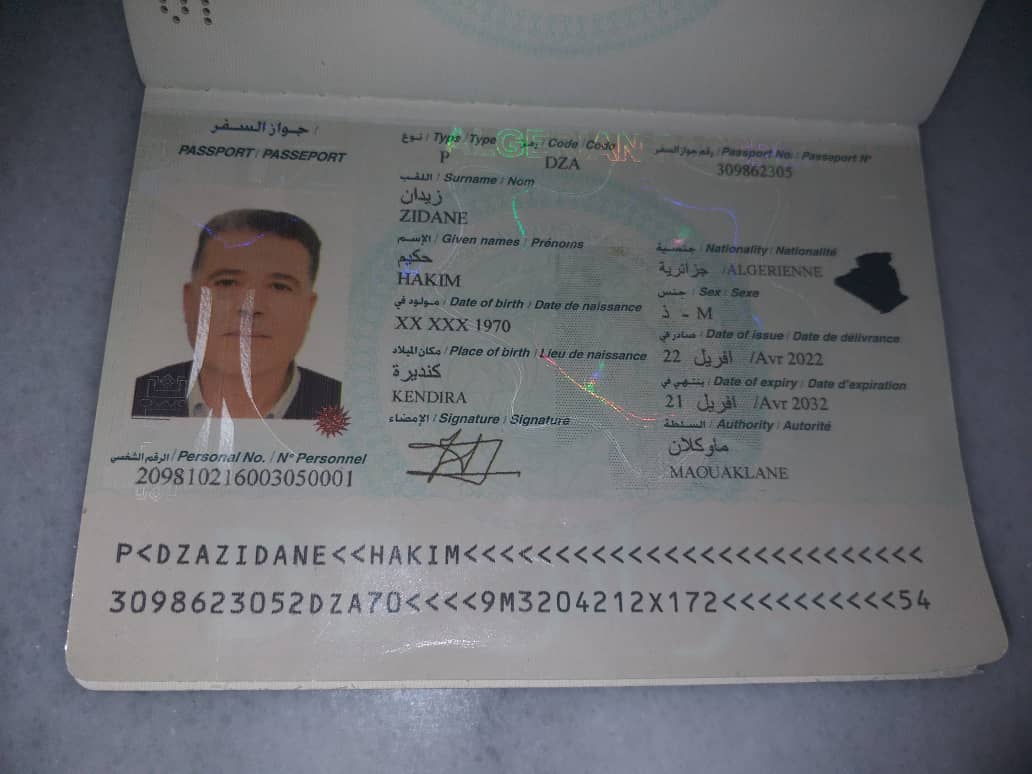 جواز السفر /
PASSPORT / PASSEPORT
نوع / Type / Type
P
رمز / Code / Code
DZA
رقم جواز السفر / Passport No. / Passeport N°
309862305
اللقب / Surname / Nom
زيدان
ZIDANE
الإسم / Given names / Prénoms
حكيم
HAKIM
جنسية / Nationality / Nationalité
جزائرية /ALGERIENNE
جنس / Sex / Sexe
ذ - M
مولود في / Date of birth / Date de naissance
XX XXX 1970
صادر في / Date of issue / Date de délivrance
22 افريل /Avr 2022
مكان الميلاد / Place of birth / Lieu de naissance
كنديرة
KENDIRA
ينتهي في / Date of expiry / Date d'expiration
21 افريل /Avr 2032
الإمضاء / Signature / Signature
السلطة / Authority / Autorité
ماوكلان
MAOUAKLANE
الرقم الشخصي / Personal No. / N° Personnel
209810216003050001
P<DZAZIDANE<<HAKIM<<<<<<<<<<<<<<<<<<<<<<<<<<
3098623052DZA70<<<<9M3204212X172<<<<<<<<<<54